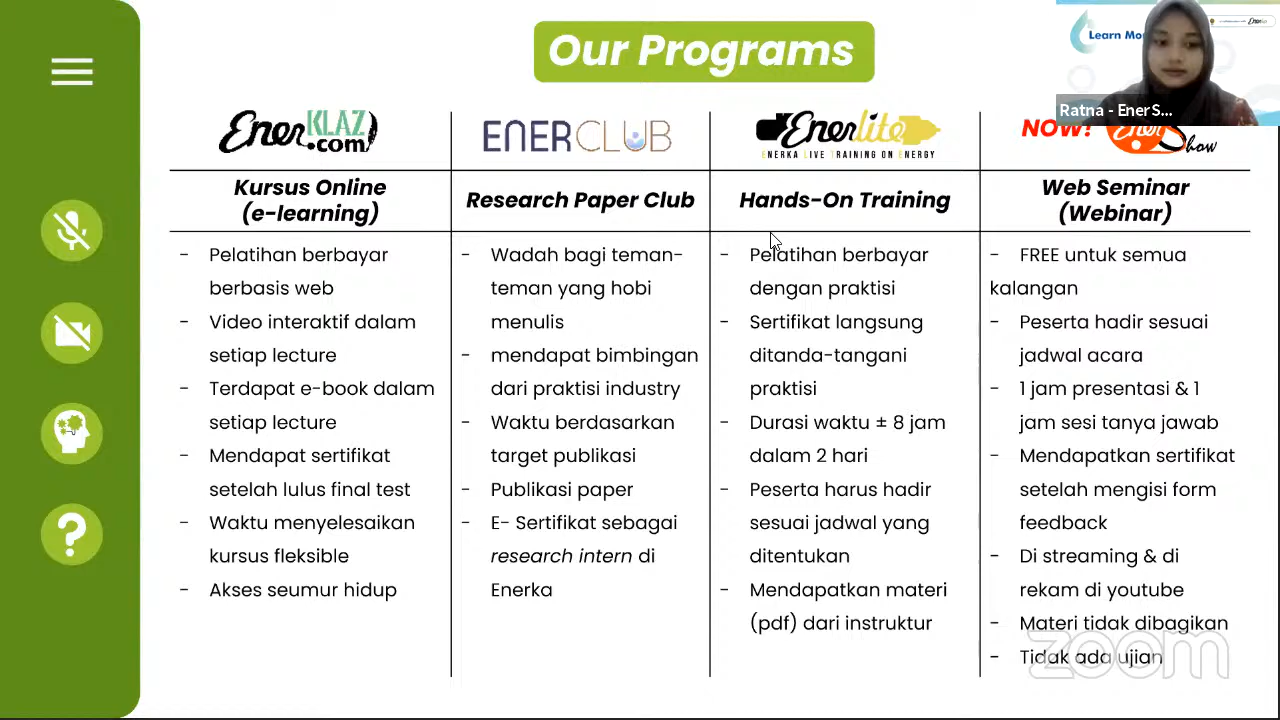 Our Programs
Learn Mo
Ratna - Ener S...
Ener KLAZ
.com
ENERCLUB
Enerlite
ENERKA LIVE TRAINING ON ENERGY
NOW!
Ener Show
Kursus Online
(e-learning)
Research Paper Club
Hands-On Training
Web Seminar
(Webinar)
- Pelatihan berbayar
berbasis web
- Video interaktif dalam
setiap lecture
- Terdapat e-book dalam
setiap lecture
- Mendapat sertifikat
setelah lulus final test
- Waktu menyelesaikan
kursus fleksible
- Akses seumur hidup
- Wadah bagi teman-
teman yang hobi
menulis
- mendapat bimbingan
dari praktisi industry
- Waktu berdasarkan
target publikasi
- Publikasi paper
- E- Sertifikat sebagai
research intern di
Enerka
- Pelatihan berbayar
dengan praktisi
- Sertifikat langsung
ditanda-tangani
praktisi
- Durasi waktu ± 8 jam
dalam 2 hari
- Peserta harus hadir
sesuai jadwal yang
ditentukan
- Mendapatkan materi
(pdf) dari instruktur
- FREE untuk semua
kalangan
- Peserta hadir sesuai
jadwal acara
- 1 jam presentasi & 1
jam sesi tanya jawab
- Mendapatkan sertifikat
setelah mengisi form
feedback
- Di streaming & di
rekam di youtube
- Materi tidak dibagikan
- Tidak ada ujian
zoom